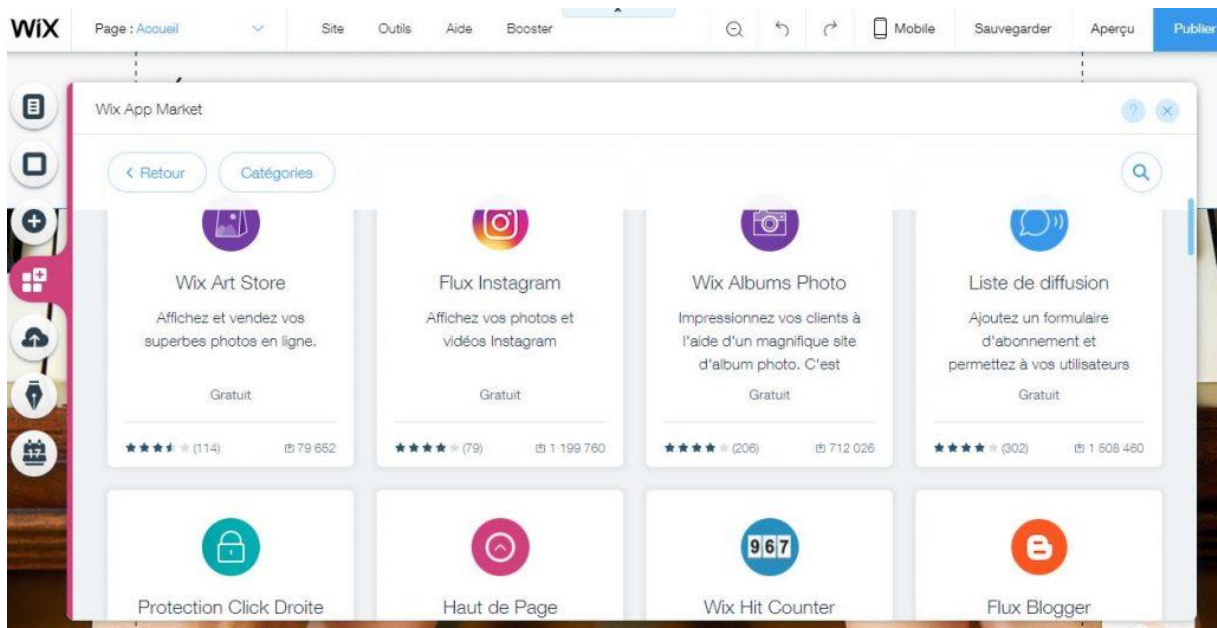 WiX
Page : Accueil
Site
Outils
Aide
Booster
Mobile
Sauvegarder
Aperçu
Publier
Wix App Market
?
Retour
Catégories
Wix Art Store
Affichez et vendez vos
superbes photos en ligne.
Gratuit
(114)
79 652
Flux Instagram
Affichez vos photos et
vidéos Instagram
Gratuit
(79)
1 199 760
Wix Albums Photo
Impressionnez vos clients à
l'aide d'un magnifique site
d'album photo. C'est
Gratuit
(206)
712 026
Liste de diffusion
Ajoutez un formulaire
d'abonnement et
permettez à vos utilisateurs
Gratuit
(302)
1 508 460
17
Protection Click Droite
Haut de Page
967
Wix Hit Counter
Flux Blogger